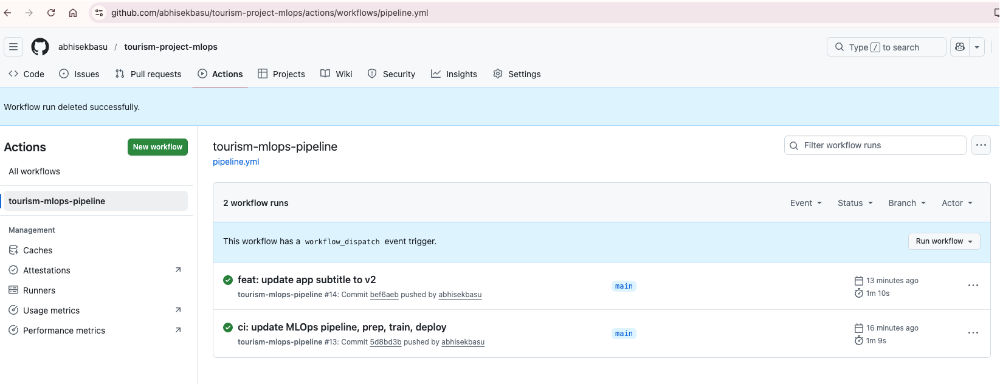 github.com/abhisekbasu/tourism-project-mlops/actions/workflows/pipeline.yml
abhisekbasu / tourism-project-mlops
Type / to search
Code Issues Pull requests Actions Projects Wiki Security Insights Settings
Workflow run deleted successfully.
Actions
New workflow
All workflows
tourism-mlops-pipeline
Management
Caches
Attestations
Runners
Usage metrics
Performance metrics
tourism-mlops-pipeline
pipeline.yml
Filter workflow runs
2 workflow runs
Event Status Branch Actor
This workflow has a workflow_dispatch event trigger.
Run workflow
feat: update app subtitle to v2
tourism-mlops-pipeline #14: Commit bef6aeb pushed by abhisekbasu
main
13 minutes ago
1m 10s
ci: update MLOps pipeline, prep, train, deploy
tourism-mlops-pipeline #13: Commit 5d8bd3b pushed by abhisekbasu
main
16 minutes ago
1m 9s